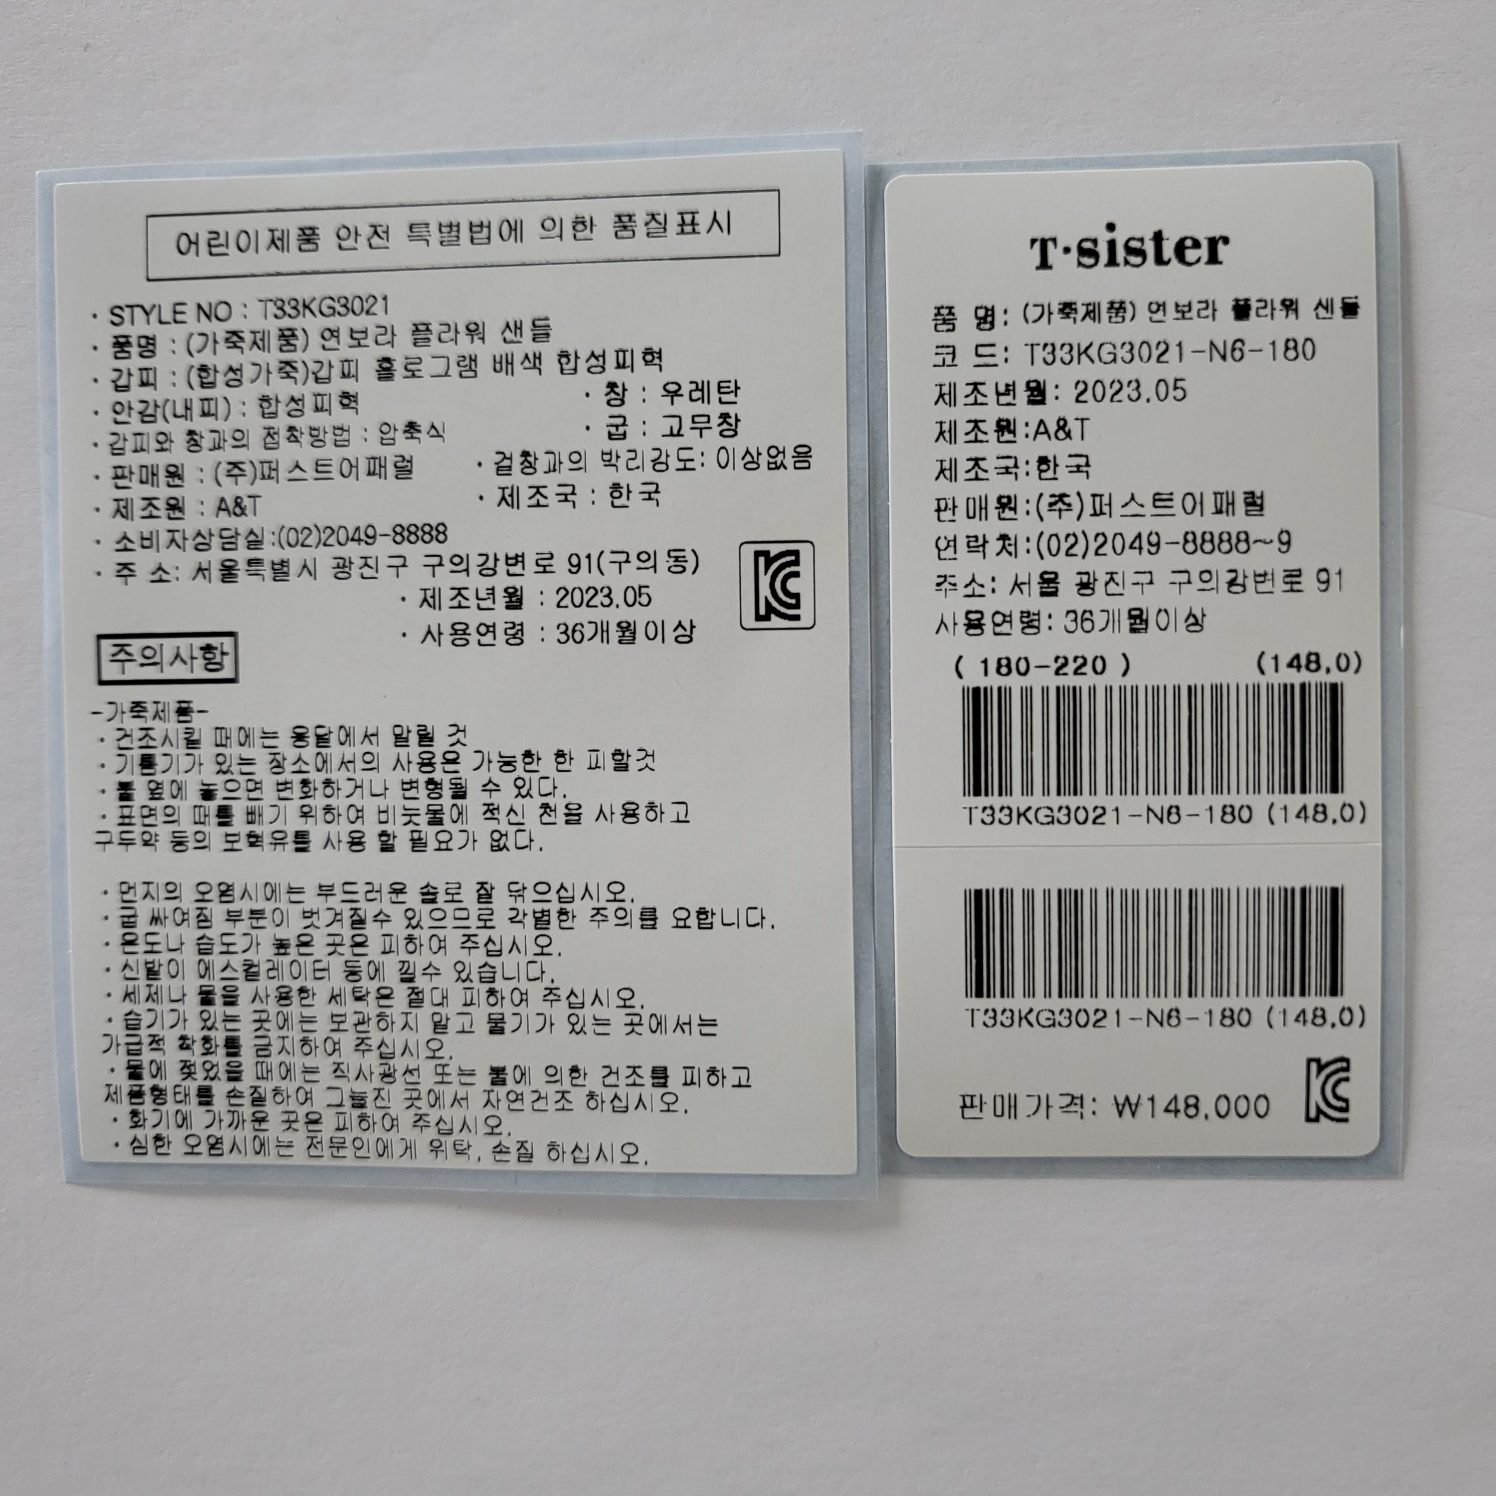 어린이제품 안전 특별법에 의한 품질표시
· STYLE NO : T33KG3021
· 품명 : (가죽제품) 연보라 플라워 샌들
· 갑피 : (합성가죽)갑피 홀로그램 배색 합성피혁
· 안감(내피) : 합성피혁 · 창 : 우레탄
· 갑피와 창과의 접착방법 : 압축식 · 굽 : 고무창
· 판매원 : (주)퍼스트어패럴 · 겉창과의 박리강도: 이상없음
· 제조원 : A&T · 제조국 : 한국
· 소비자상담실:(02)2049-8888
· 주 소: 서울특별시 광진구 구의강변로 91(구의동)
· 제조년월 : 2023.05
· 사용연령 : 36개월이상
주의사항
-가죽제품-
· 건조시킬 때에는 응달에서 말릴 것
· 기름기가 있는 장소에서의 사용은 가능한 한 피할것
· 불 옆에 놓으면 변화하거나 변형될 수 있다.
· 표면의 때를 빼기 위하여 비눗물에 적신 천을 사용하고
구두약 등의 보혁유를 사용 할 필요가 없다.
· 먼지의 오염시에는 부드러운 솔로 잘 닦으십시오.
· 굽 싸여짐 부분이 벗겨질수 있으므로 각별한 주의를 요합니다.
· 온도나 습도가 높은 곳은 피하여 주십시오.
· 신발이 에스컬레이터 등에 낄수 있습니다.
· 세제나 물을 사용한 세탁은 절대 피하여 주십시오.
· 습기가 있는 곳에는 보관하지 말고 물기가 있는 곳에서는
가급적 착화를 금지하여 주십시오.
· 물에 젖었을 때에는 직사광선 또는 불에 의한 건조를 피하고
제품형태를 손질하여 그늘진 곳에서 자연건조 하십시오.
· 화기에 가까운 곳은 피하여 주십시오.
· 심한 오염시에는 전문인에게 위탁, 손질 하십시오.
T·sister
품 명: (가죽제품) 연보라 플라워 샌들
코 드: T33KG3021-N6-180
제조년월: 2023.05
제조원:A&T
제조국:한국
판매원:(주)퍼스트어패럴
연락처:(02)2049-8888~9
주소: 서울 광진구 구의강변로 91
사용연령: 36개월이상
( 180-220 ) (148.0)
T33KG3021-N6-180 (148.0)
T33KG3021-N6-180 (148.0)
판매가격: ₩148,000